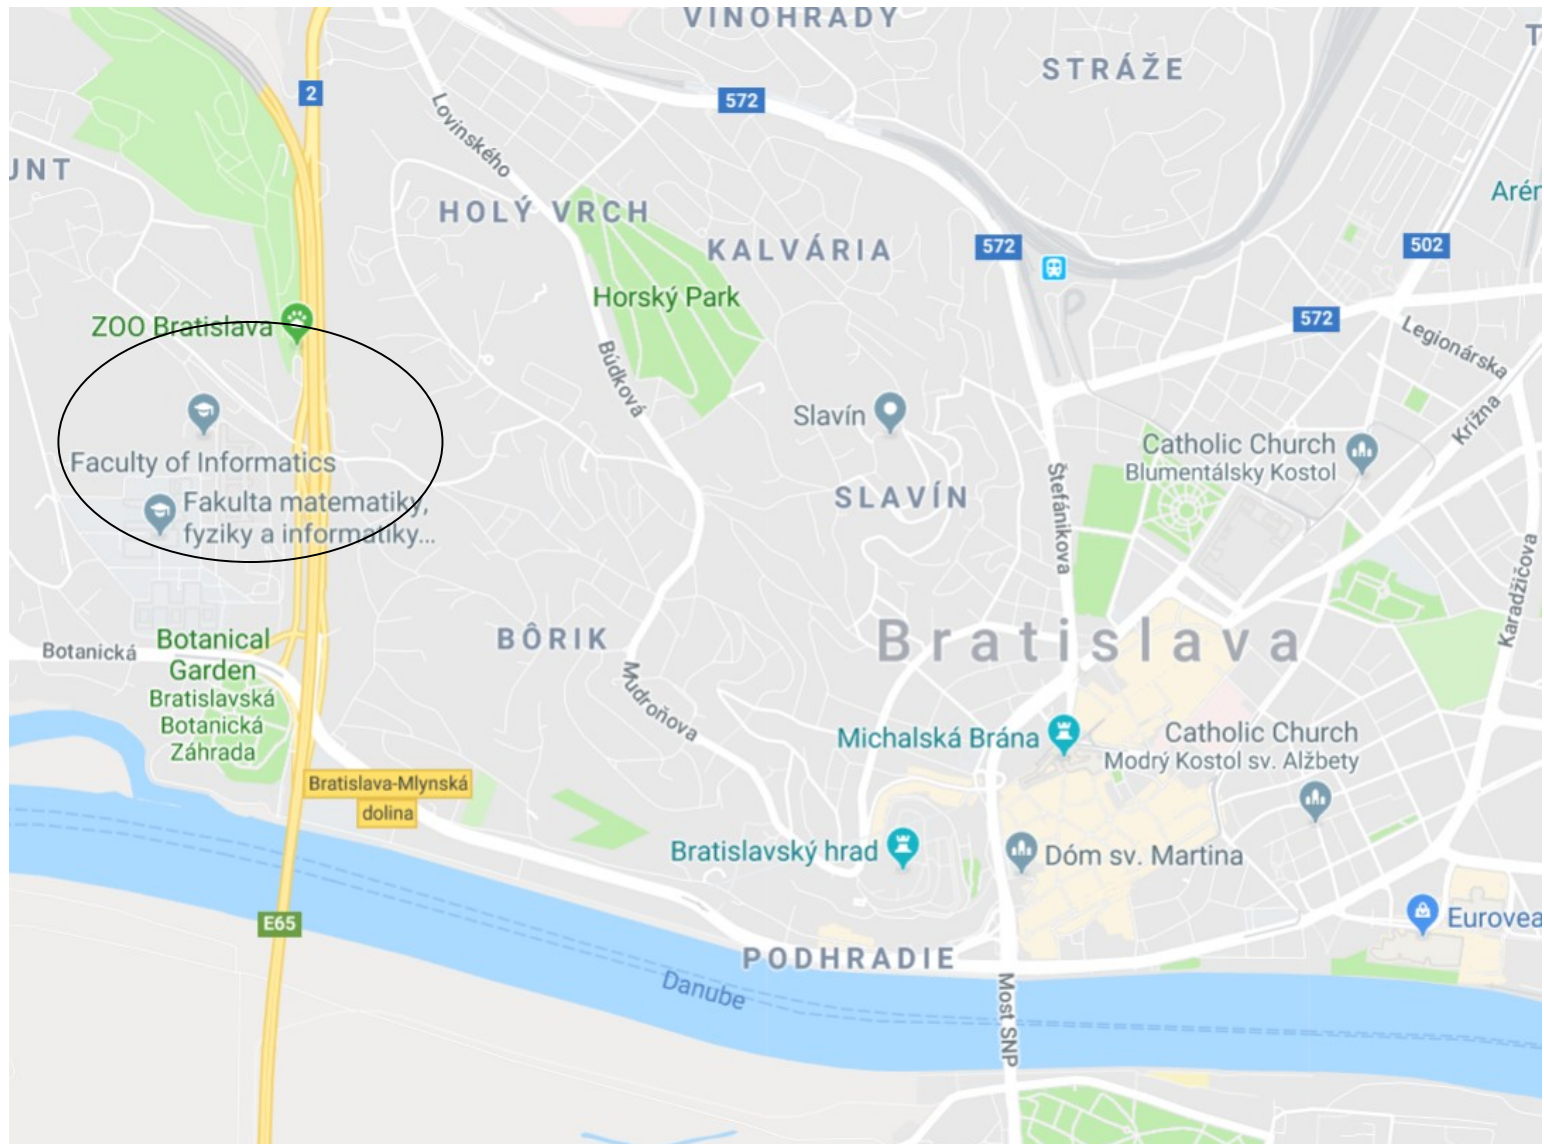 VINOHRADY
STRÁŽE
T
2
572
Lovinského
UNT
Arér
HOLÝ VRCH
KALVÁRIA
572
502
Horský Park
ZOO Bratislava
572
Legionárska
Búdková
Slavín
Krížna
Catholic Church
Blumentálsky Kostol
Faculty of Informatics
Fakulta matematiky,
fyziky a informatiky...
SLAVÍN
Štefánikova
Karadžičova
Botanická
Botanical
Garden
Bratislavská
Botanická
Záhrada
BÔRIK
Bratislava
Mudroňova
Michalská Brána
Catholic Church
Modrý Kostol sv. Alžbety
Bratislava-Mlynská
dolina
Bratislavský hrad
Dóm sv. Martina
E65
Eurovea
PODHRADIE
Danube
Most SNP